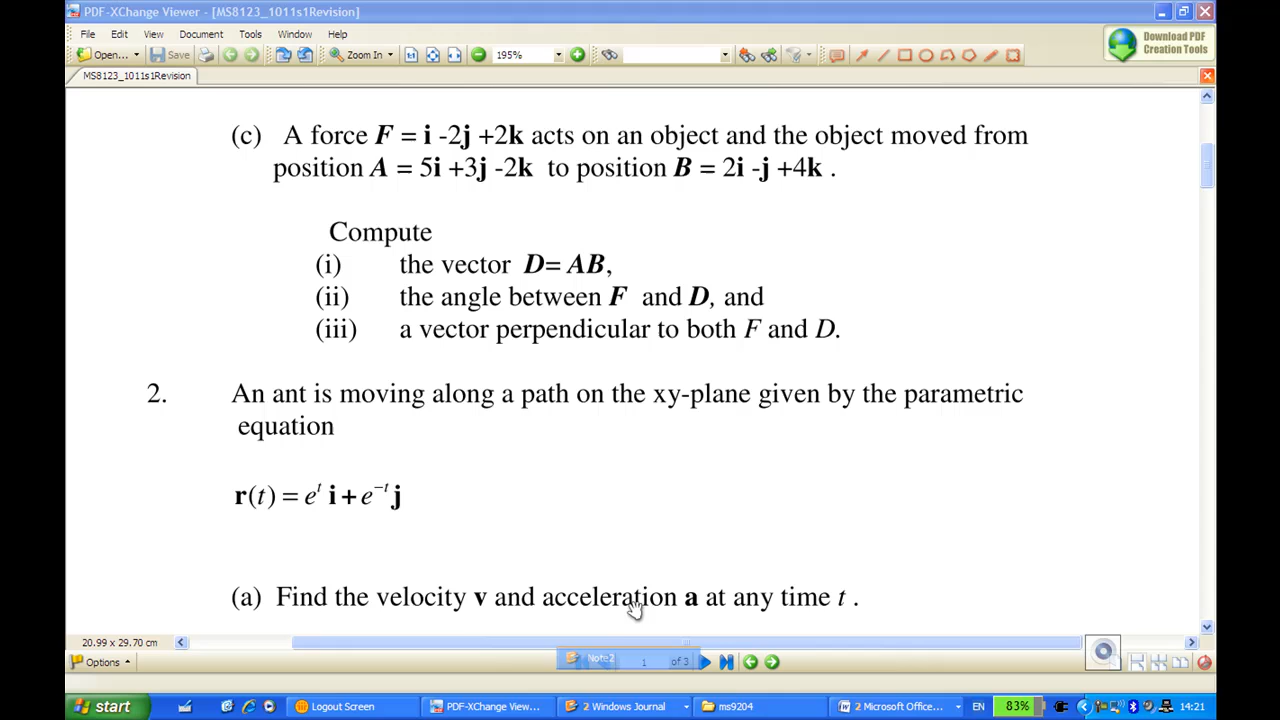 PDF-XChange Viewer - [MS8123_1011s1Revision]
File Edit View Document Tools Window Help
Open... Save Zoom In 195% Download PDF Creation Tools
MS8123_1011s1Revision
(c) A force F = i -2j +2k acts on an object and the object moved from
position A = 5i +3j -2k to position B = 2i -j +4k .
Compute
(i) the vector D= AB,
(ii) the angle between F and D, and
(iii) a vector perpendicular to both F and D.
2. An ant is moving along a path on the xy-plane given by the parametric
equation
r(t) = e^t i + e^−t j
(a) Find the velocity v and acceleration a at any time t .
20.99 x 29.70 cm
Options Note2 1 of 3
start Logout Screen PDF-XChange View... 2 Windows Journal ms9204 2 Microsoft Office... EN 83% 14:21